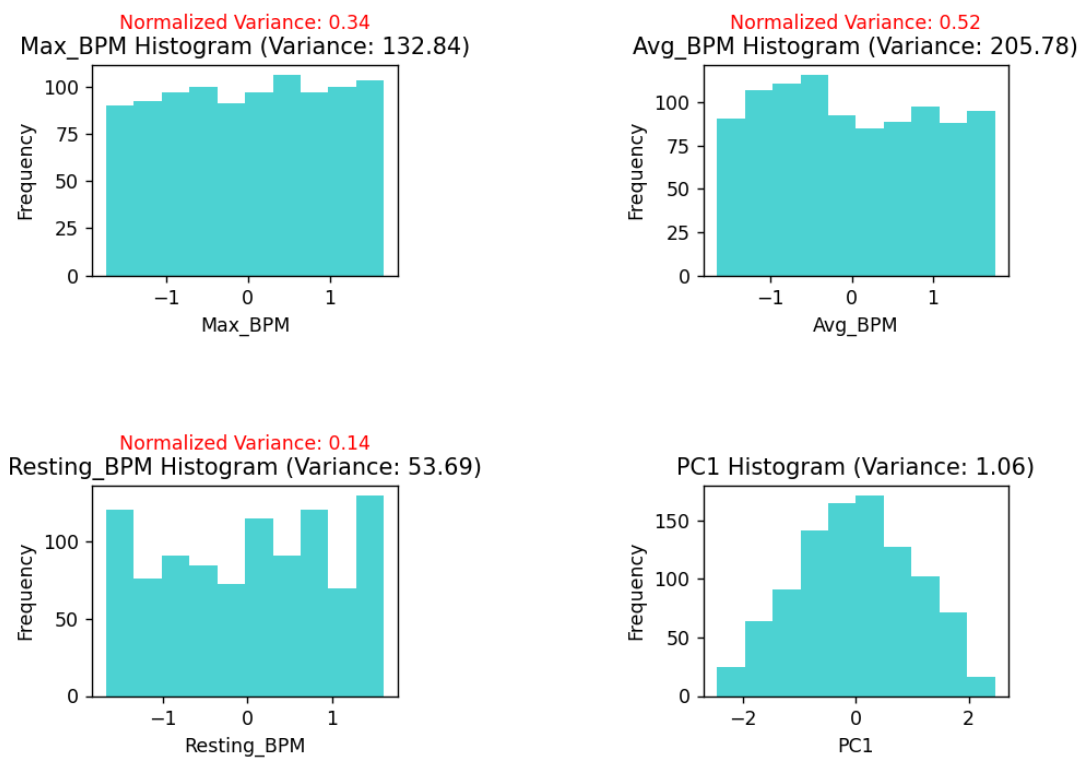 Normalized Variance: 0.34
Max_BPM Histogram (Variance: 132.84)
Frequency
100
75
50
25
0
−1
0
1
Max_BPM
Normalized Variance: 0.52
Avg_BPM Histogram (Variance: 205.78)
Frequency
100
75
50
25
0
−1
0
1
Avg_BPM
Normalized Variance: 0.14
Resting_BPM Histogram (Variance: 53.69)
Frequency
100
50
0
−1
0
1
Resting_BPM
PC1 Histogram (Variance: 1.06)
Frequency
150
100
50
0
−2
0
2
PC1